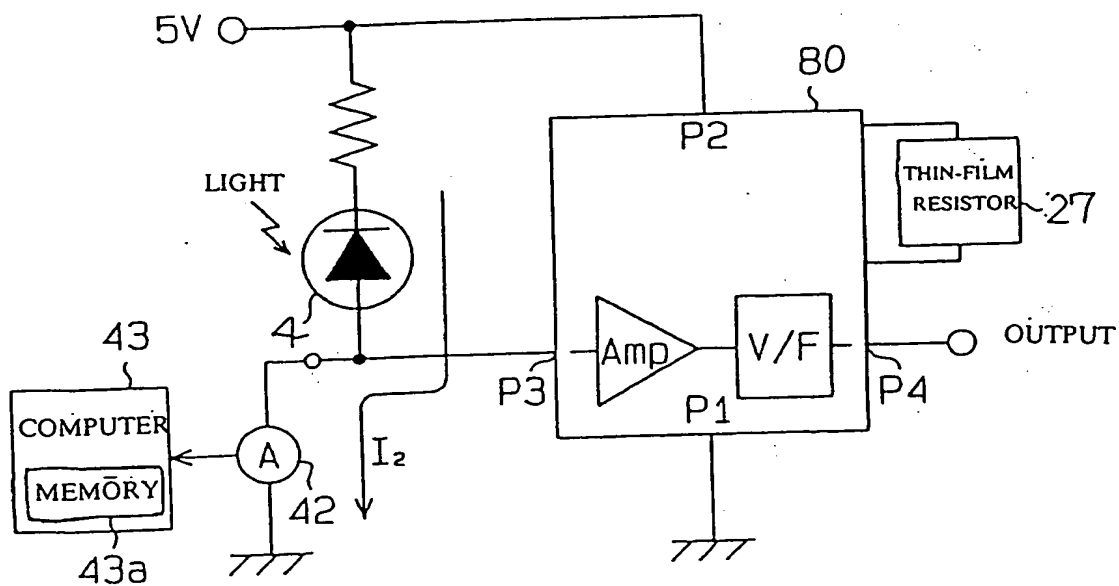 5V
80
P2
LIGHT
THIN-FILM
RESISTOR
27
4
43
P3
Amp
V/F
P4
OUTPUT
P1
COMPUTER
MEMORY
A
I₂
42
43a